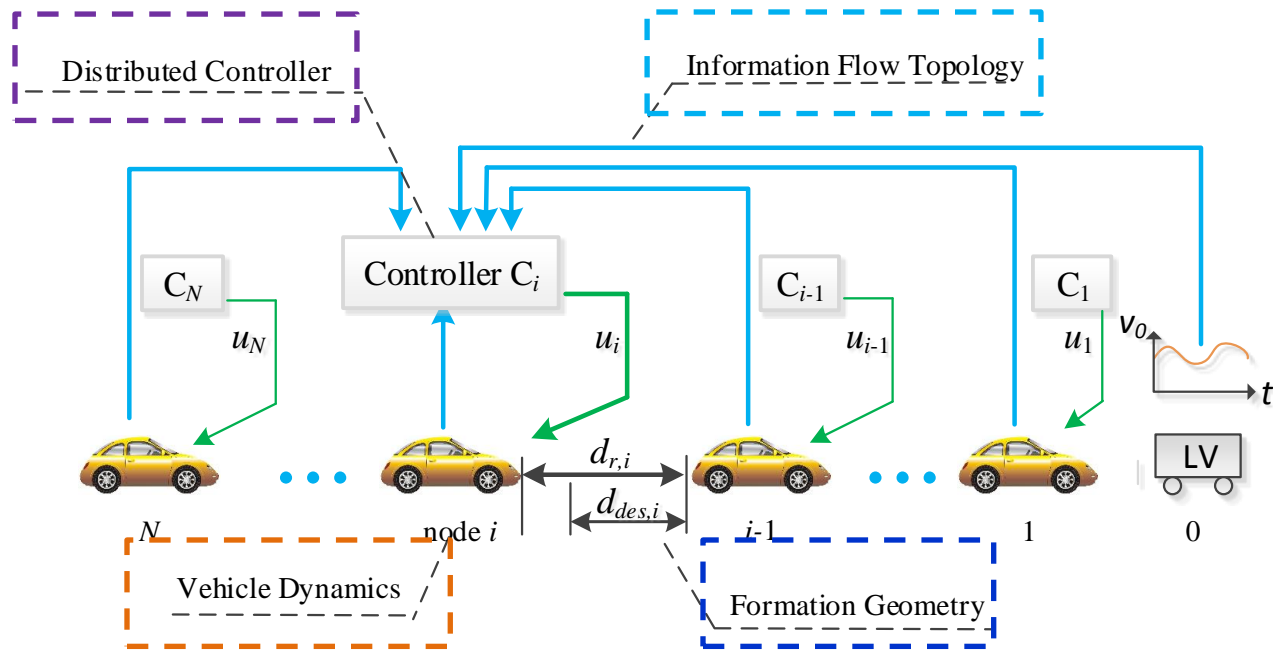 Distributed Controller
Information Flow Topology
C_N
Controller C_i
C_{i-1}
C_1
u_N
u_i
u_{i-1}
u_1
v_0
t
d_{r,i}
LV
d_{des,i}
N
node i
i-1
1
0
Vehicle Dynamics
Formation Geometry